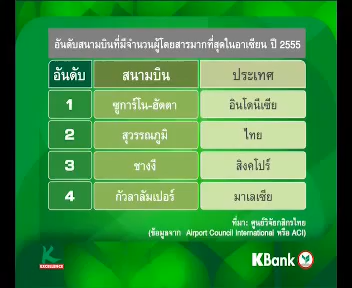 อันดับสนามบินที่มีจำนวนผู้โดยสารมากที่สุดในอาเซียน ปี 2555
อันดับ สนามบิน ประเทศ
1 ซูการ์โน-ฮัตตา อินโดนีเซีย
2 สุวรรณภูมิ ไทย
3 ชางงี สิงคโปร์
4 กัวลาลัมเปอร์ มาเลเซีย
ที่มา: ศูนย์วิจัยกสิกรไทย
(ข้อมูลจาก Airport Council International หรือ ACI)
K EXCELLENCE
KBank